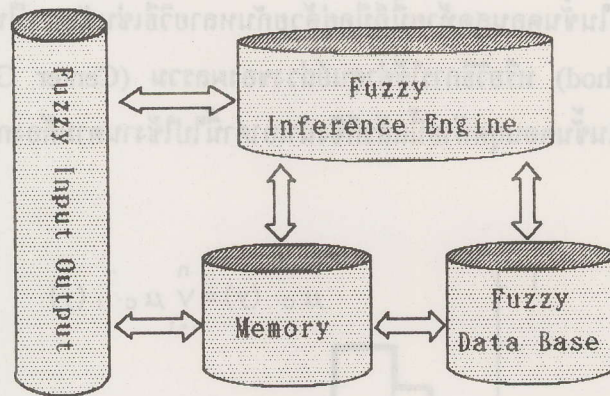 Fuzzy Input Output
Fuzzy
Inference Engine
Memory
Fuzzy
Data Base